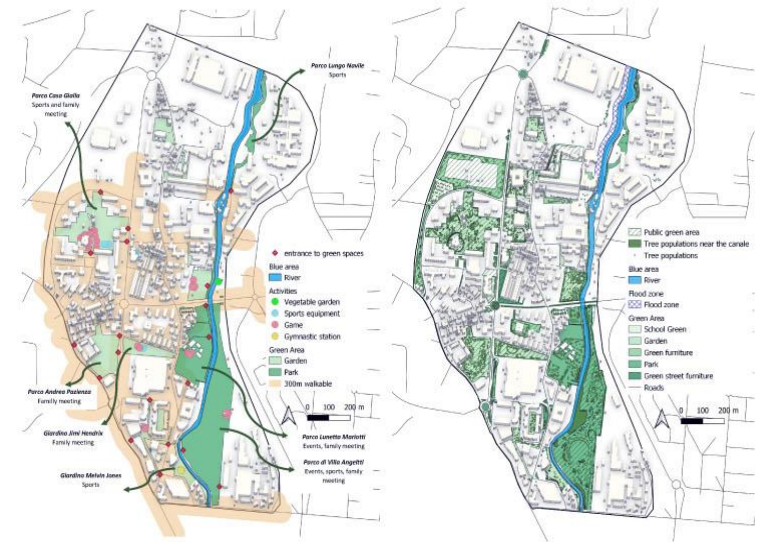 Parco Lungo Navile
Sports
Parco Casa Gialla
Sports and family
meeting
entrance to green spaces
Blue area
River
Activities
Vegetable garden
Sports equipment
Game
Gymnastic station
Green Area
Garden
Park
300m walkable
0 100 200 m
Parco Andrea Pazienza
Family meeting
Giardino Jimi Hendrix
Family meeting
Giardino Melvin Jones
Sports
Parco Lunetta Mariotti
Events, family meeting
Parco di Villa Angeltti
Events, sports, family
meeting
Public green area
Tree populations near the canale
Tree populations
Blue area
River
Flood zone
Flood zone
Green Area
School Green
Garden
Green furniture
Park
Green street furniture
Roads
0 100 200 m